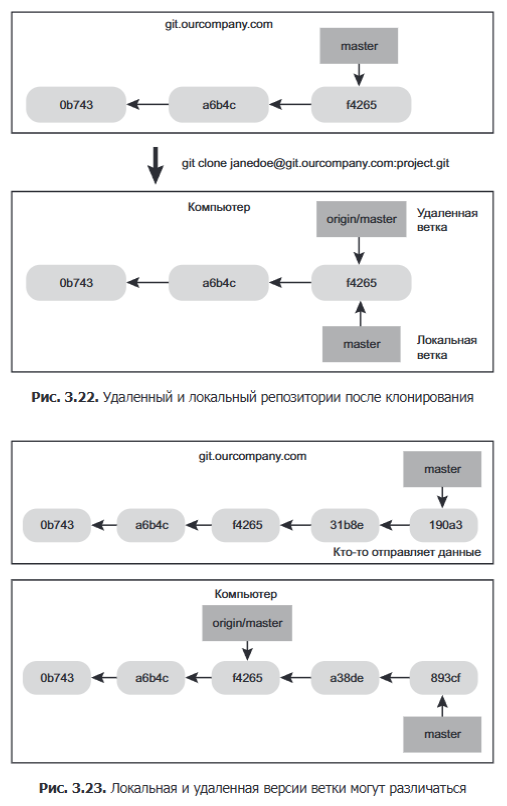 git.ourcompany.com
master
0b743
a6b4c
f4265
git clone janedoe@git.ourcompany.com:project.git
Компьютер
origin/master
Удаленная
ветка
0b743
a6b4c
f4265
master
Локальная
ветка
Рис. 3.22. Удаленный и локальный репозитории после клонирования
git.ourcompany.com
master
0b743
a6b4c
f4265
31b8e
190a3
Кто-то отправляет данные
Компьютер
origin/master
0b743
a6b4c
f4265
a38de
893cf
master
Рис. 3.23. Локальная и удаленная версии ветки могут различаться